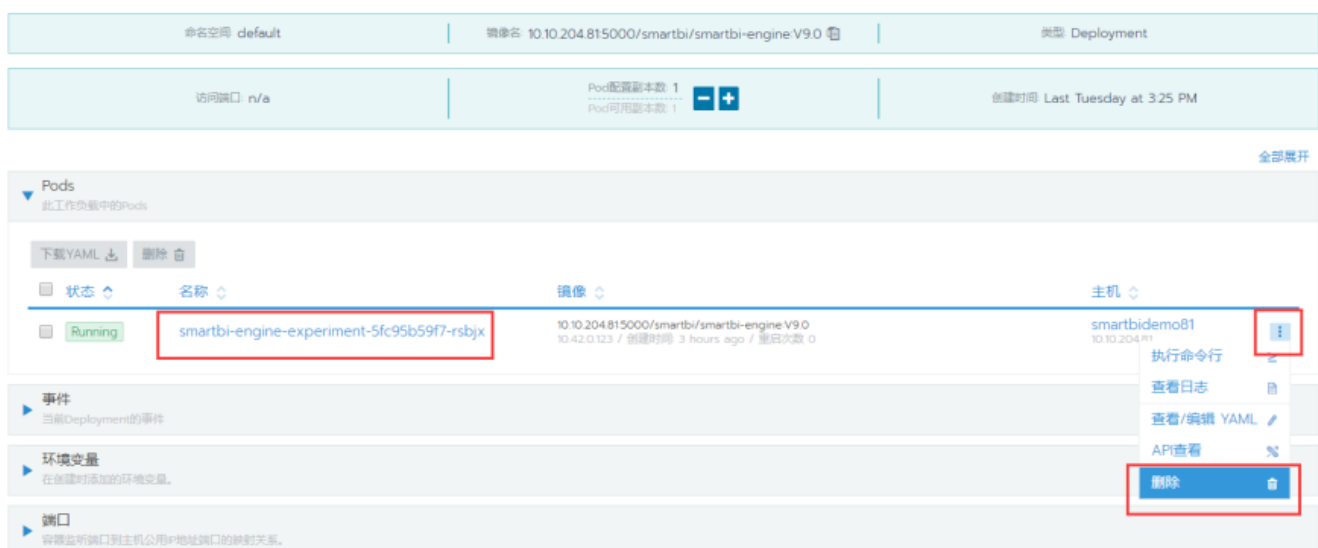 命名空间: default
镜像名: 10.10.204.81:5000/smartbi/smartbi-engine:V9.0
类型: Deployment
访问端口: n/a
Pod配置副本数: 1
Pod可用副本数: 1
创建时间: Last Tuesday at 3:25 PM
全部展开
Pods
此工作负载中的Pods
下载YAML
删除
状态 名称 镜像 主机
Running smartbi-engine-experiment-5fc95b59f7-rsbjx 10.10.204.81:5000/smartbi/smartbi-engine:V9.0 smartbidemo81
10.42.0.123 / 创建时间: 3 hours ago / 重启次数: 0 10.10.204.81
执行命令行
查看日志
查看/编辑 YAML
API查看
删除
事件
当前Deployment的事件
环境变量
在创建时添加的环境变量。
端口
容器监听端口到主机公用IP地址端口的映射关系。